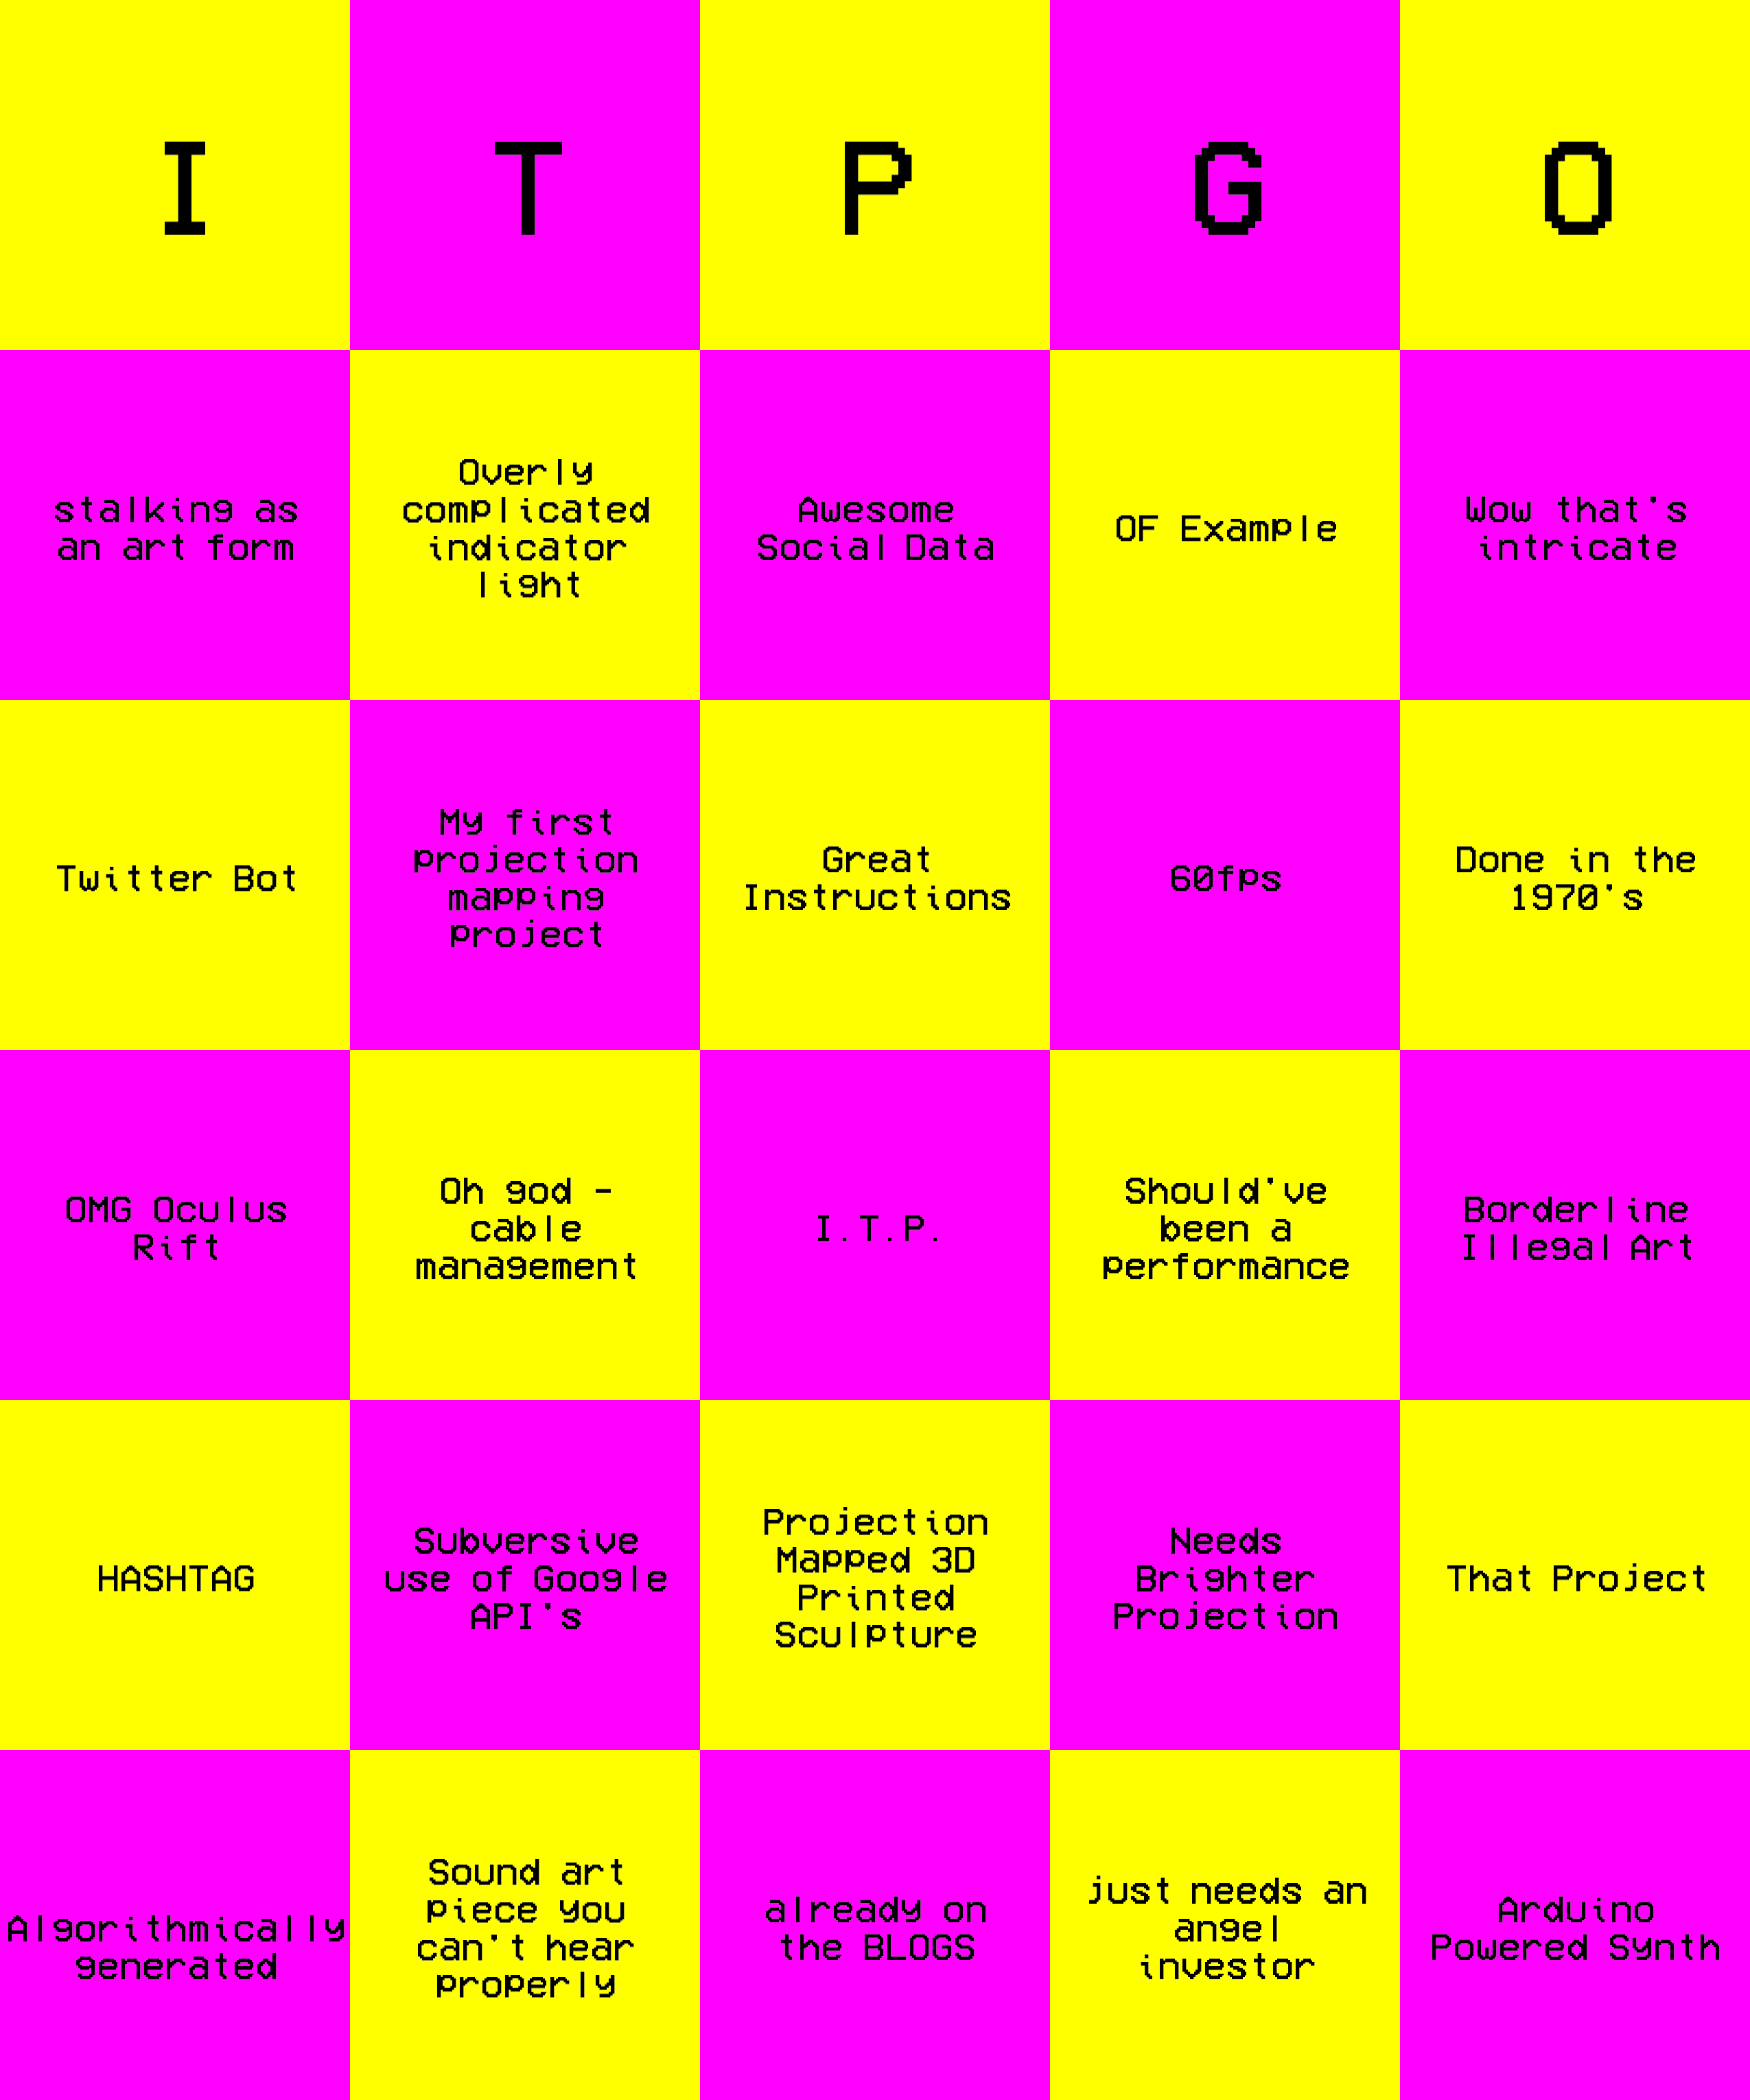 I T P G O
stalking as
an art form
Overly
complicated
indicator
light
Awesome
Social Data
OF Example
Wow that's
intricate
Twitter Bot
My first
projection
mapping
project
Great
Instructions
60fps
Done in the
1970's
OMG Oculus
Rift
Oh god -
cable
management
I.T.P.
Should've
been a
performance
Borderline
Illegal Art
HASHTAG
Subversive
use of Google
API's
Projection
Mapped 3D
Printed
Sculpture
Needs
Brighter
Projection
That Project
Algorithmically
generated
Sound art
piece you
can't hear
properly
already on
the BLOGS
just needs an
angel
investor
Arduino
Powered Synth